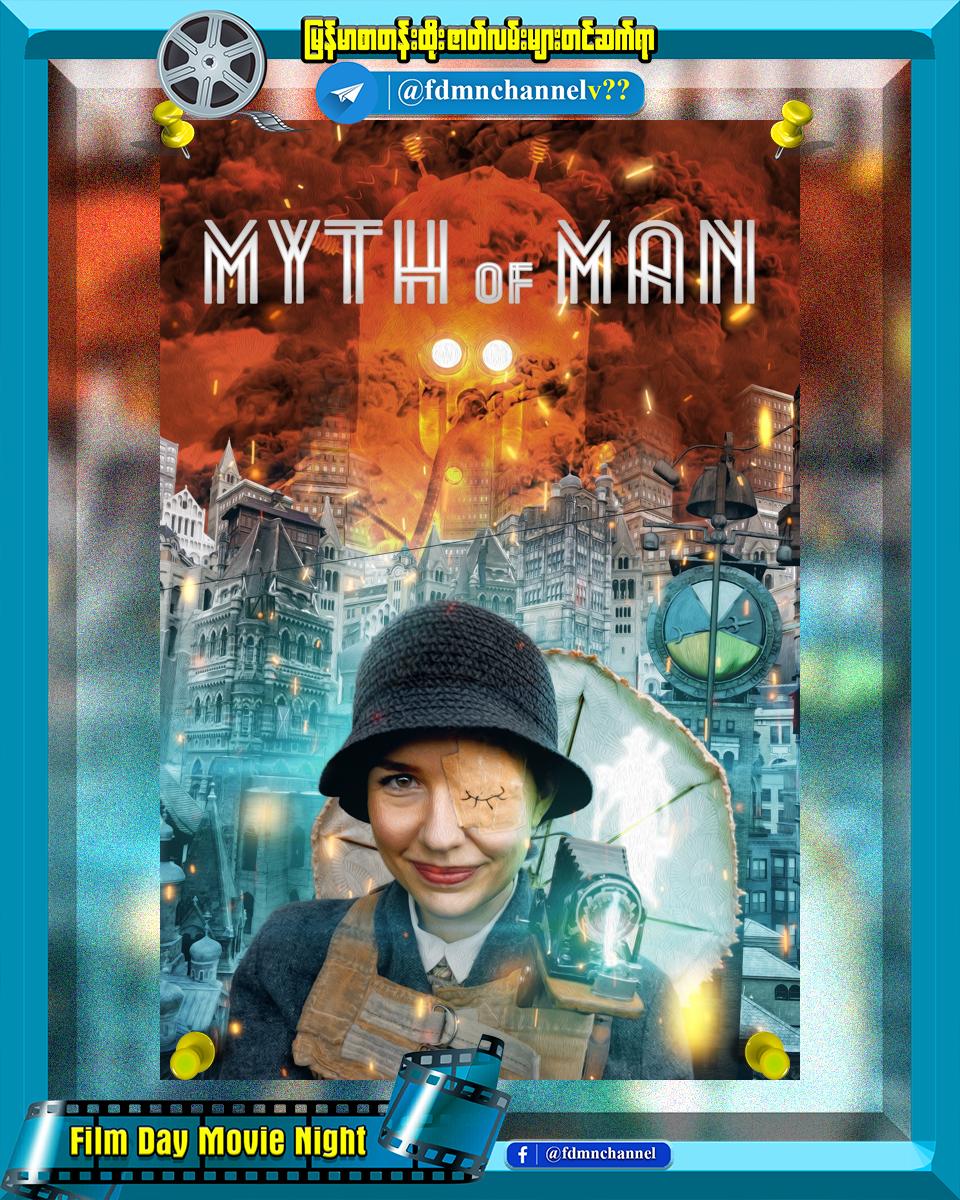 မြန်မာစာတန်းထိုးဇာတ်လမ်းများတင်ဆက်ရာ
@fdmnchannelv??
MYTH OF MAN
Film Day Movie Night
@fdmnchannel